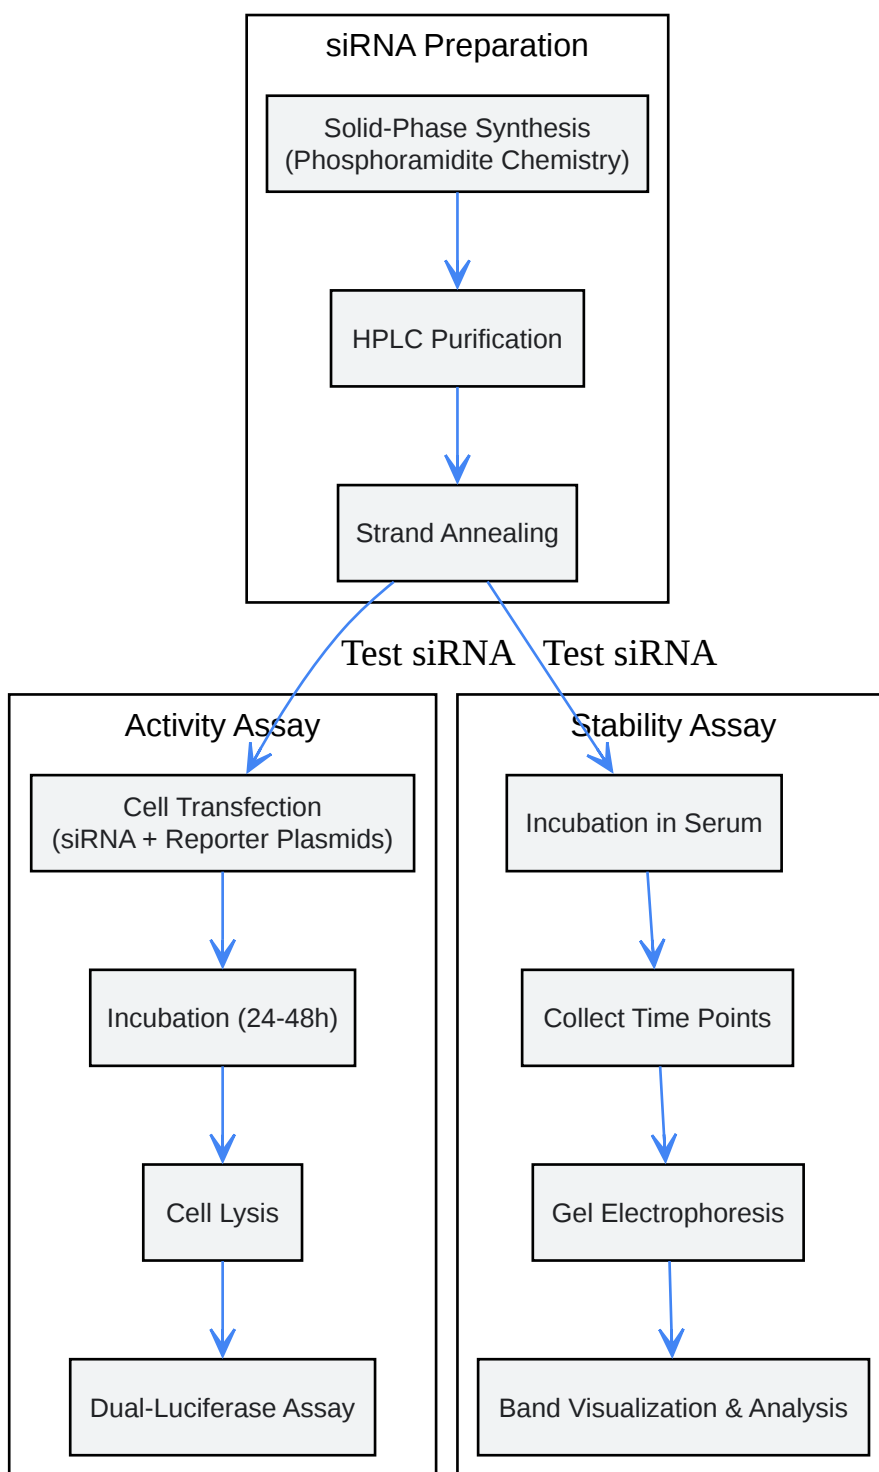 siRNA Preparation
Solid-Phase Synthesis
(Phosphoramidite Chemistry)
HPLC Purification
Strand Annealing
Test siRNA
Test siRNA
Activity Assay
Cell Transfection
(siRNA + Reporter Plasmids)
Incubation (24-48h)
Cell Lysis
Dual-Luciferase Assay
Stability Assay
Incubation in Serum
Collect Time Points
Gel Electrophoresis
Band Visualization & Analysis